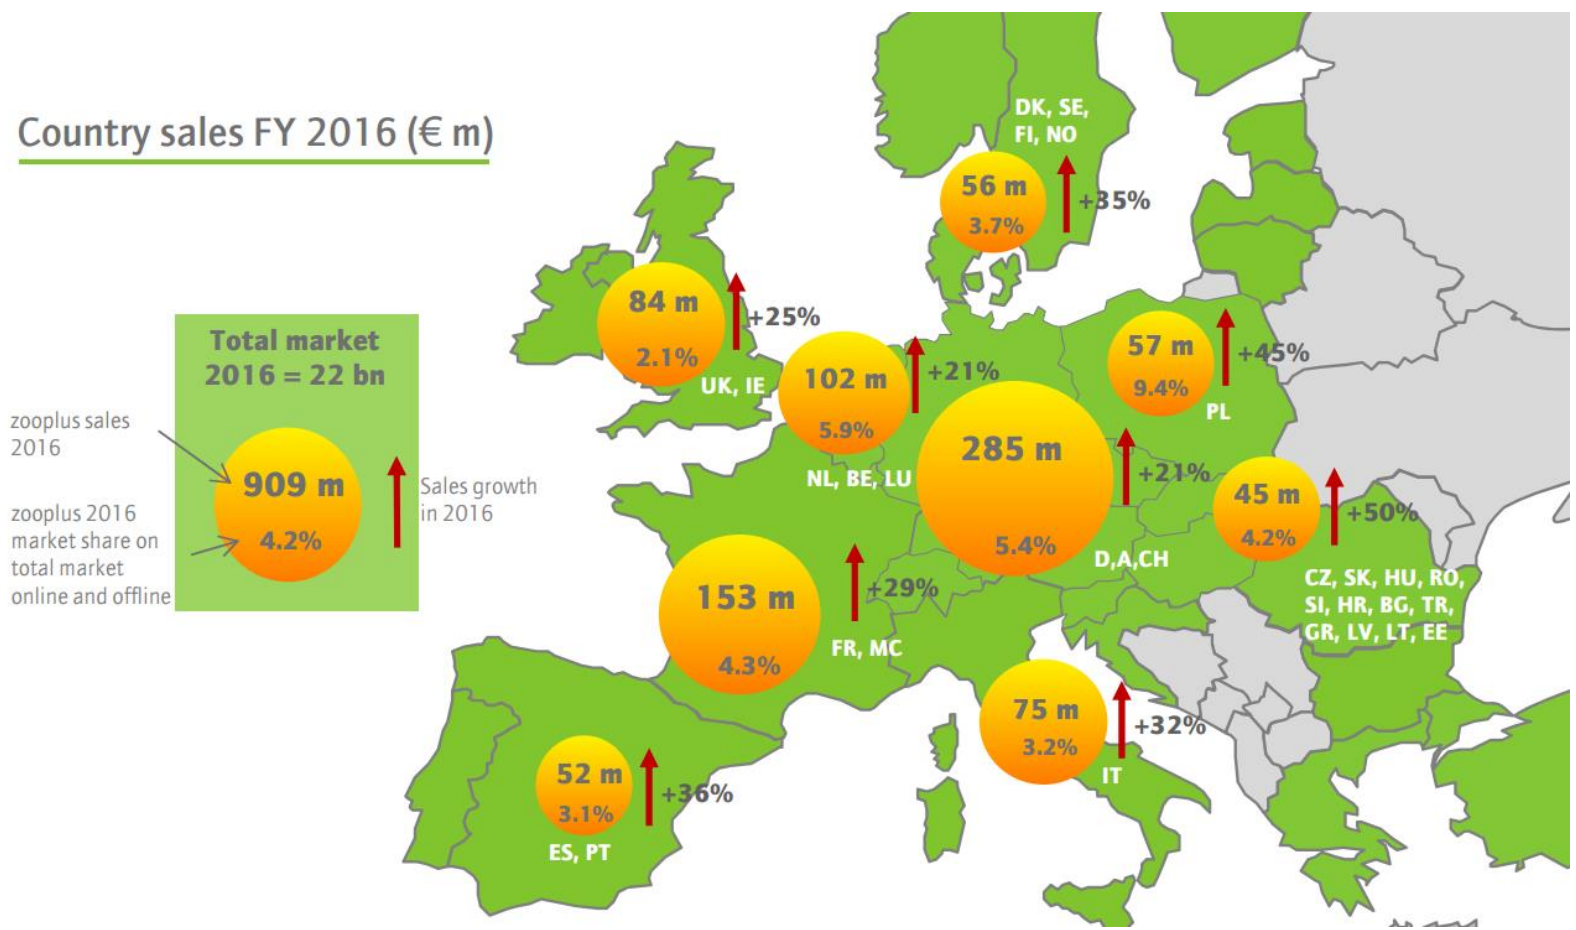 Country sales FY 2016 (€ m)
Total market
2016 = 22 bn
zooplus sales
2016
909 m
4.2%
zooplus 2016
market share on
total market
online and offline
Sales growth
in 2016
DK, SE,
FI, NO
56 m
3.7%
+35%
84 m
2.1%
+25%
UK, IE
102 m
5.9%
+21%
NL, BE, LU
57 m
9.4%
+45%
PL
285 m
5.4%
+21%
D,A,CH
45 m
4.2%
+50%
CZ, SK, HU, RO,
SI, HR, BG, TR,
GR, LV, LT, EE
153 m
4.3%
+29%
FR, MC
75 m
3.2%
+32%
IT
52 m
3.1%
+36%
ES, PT